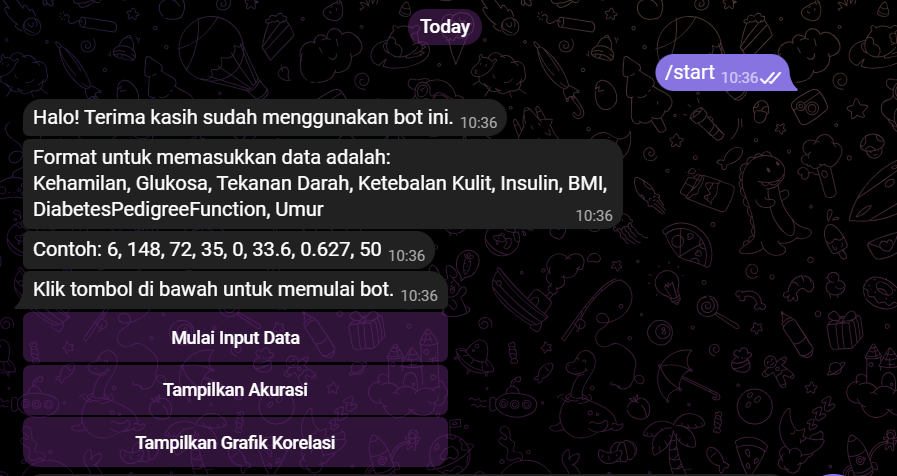 Today
/start 10:36
Halo! Terima kasih sudah menggunakan bot ini. 10:36
Format untuk memasukkan data adalah:
Kehamilan, Glukosa, Tekanan Darah, Ketebalan Kulit, Insulin, BMI,
DiabetesPedigreeFunction, Umur 10:36
Contoh: 6, 148, 72, 35, 0, 33.6, 0.627, 50 10:36
Klik tombol di bawah untuk memulai bot. 10:36
Mulai Input Data
Tampilkan Akurasi
Tampilkan Grafik Korelasi